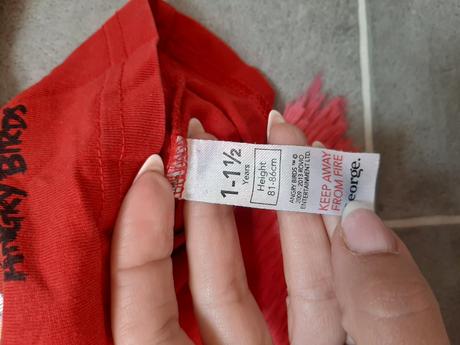 ANGRY BIRDS
1-1½
Years
Height
81-86cm
ANGRY BIRDS ™ ©
2009 - 2013 ROVIO
ENTERTAINMENT LTD.
KEEP AWAY
FROM FIRE
eorge.